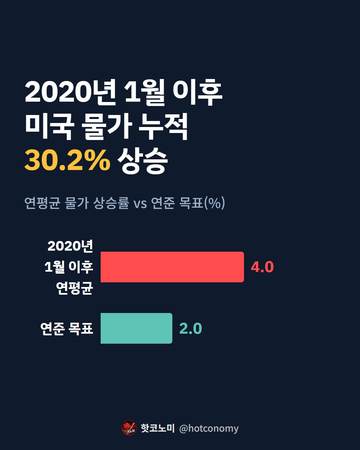 2020년 1월 이후
미국 물가 누적
30.2% 상승
연평균 물가 상승률 vs 연준 목표(%)
2020년
1월 이후
연평균
4.0
연준 목표
2.0
핫코노미 @hotconomy